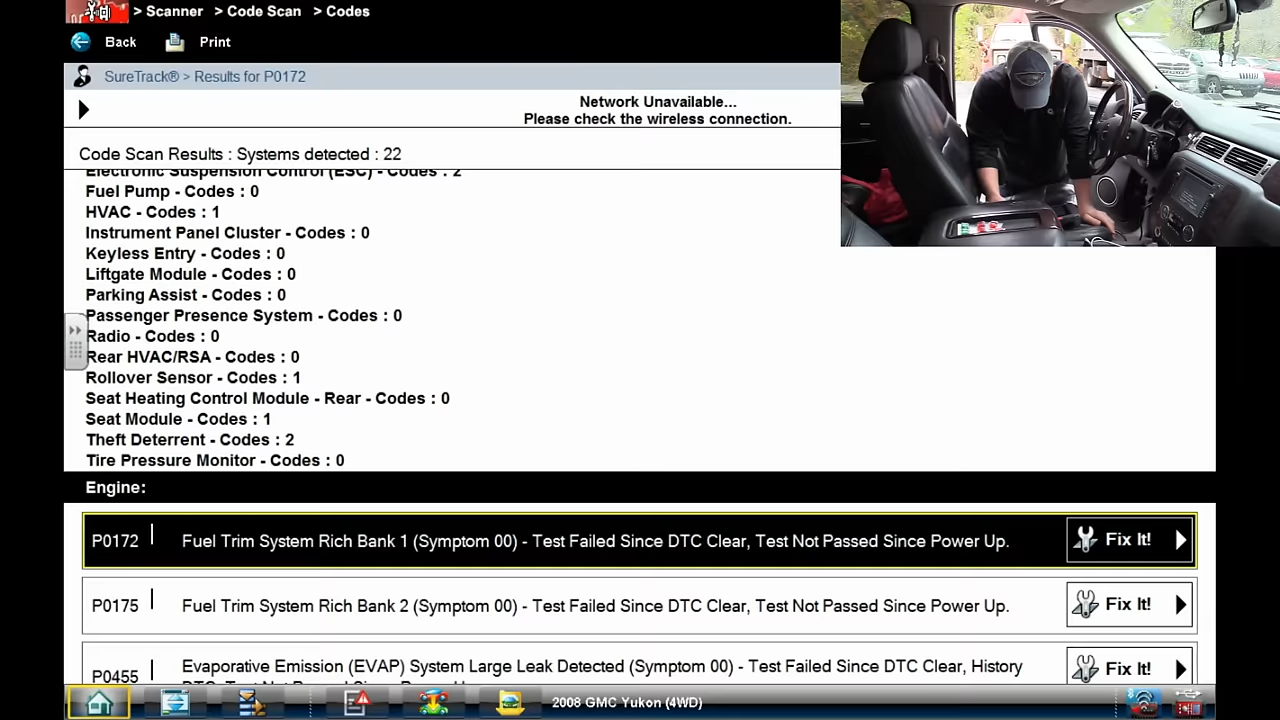 > Scanner > Code Scan > Codes
Back Print
SureTrack® > Results for P0172
Network Unavailable...
Please check the wireless connection.
Code Scan Results : Systems detected : 22
Electronic Suspension Control (ESC) - Codes : 2
Fuel Pump - Codes : 0
HVAC - Codes : 1
Instrument Panel Cluster - Codes : 0
Keyless Entry - Codes : 0
Liftgate Module - Codes : 0
Parking Assist - Codes : 0
Passenger Presence System - Codes : 0
Radio - Codes : 0
Rear HVAC/RSA - Codes : 0
Rollover Sensor - Codes : 1
Seat Heating Control Module - Rear - Codes : 0
Seat Module - Codes : 1
Theft Deterrent - Codes : 2
Tire Pressure Monitor - Codes : 0
Engine:
P0172 Fuel Trim System Rich Bank 1 (Symptom 00) - Test Failed Since DTC Clear, Test Not Passed Since Power Up. Fix It!
P0175 Fuel Trim System Rich Bank 2 (Symptom 00) - Test Failed Since DTC Clear, Test Not Passed Since Power Up. Fix It!
P0455 Evaporative Emission (EVAP) System Large Leak Detected (Symptom 00) - Test Failed Since DTC Clear, History Fix It!
2008 GMC Yukon (4WD)